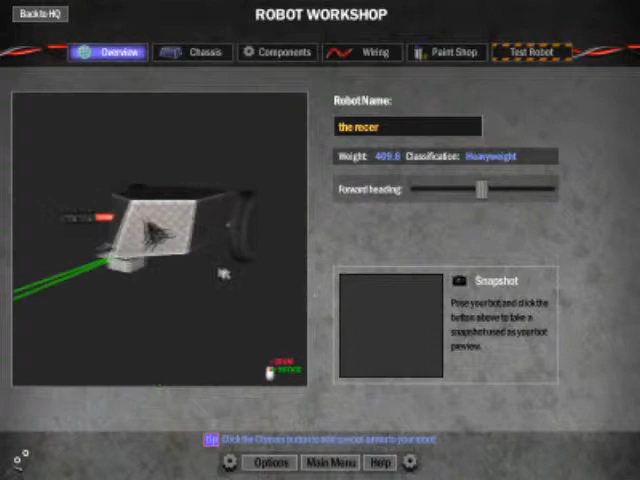 Back to HQ
ROBOT WORKSHOP
Overview
Chassis
Components
Wiring
Paint Shop
Test Robot
Robot Name:
the recer
Weight: 409.6 Classification: Heavyweight
Forward heading:
Snapshot
Pose your bot and click the
button above to take a
snapshot used as your bot
preview.
Click the Chassis button to add special armor to your robot
Options
Main Menu
Help